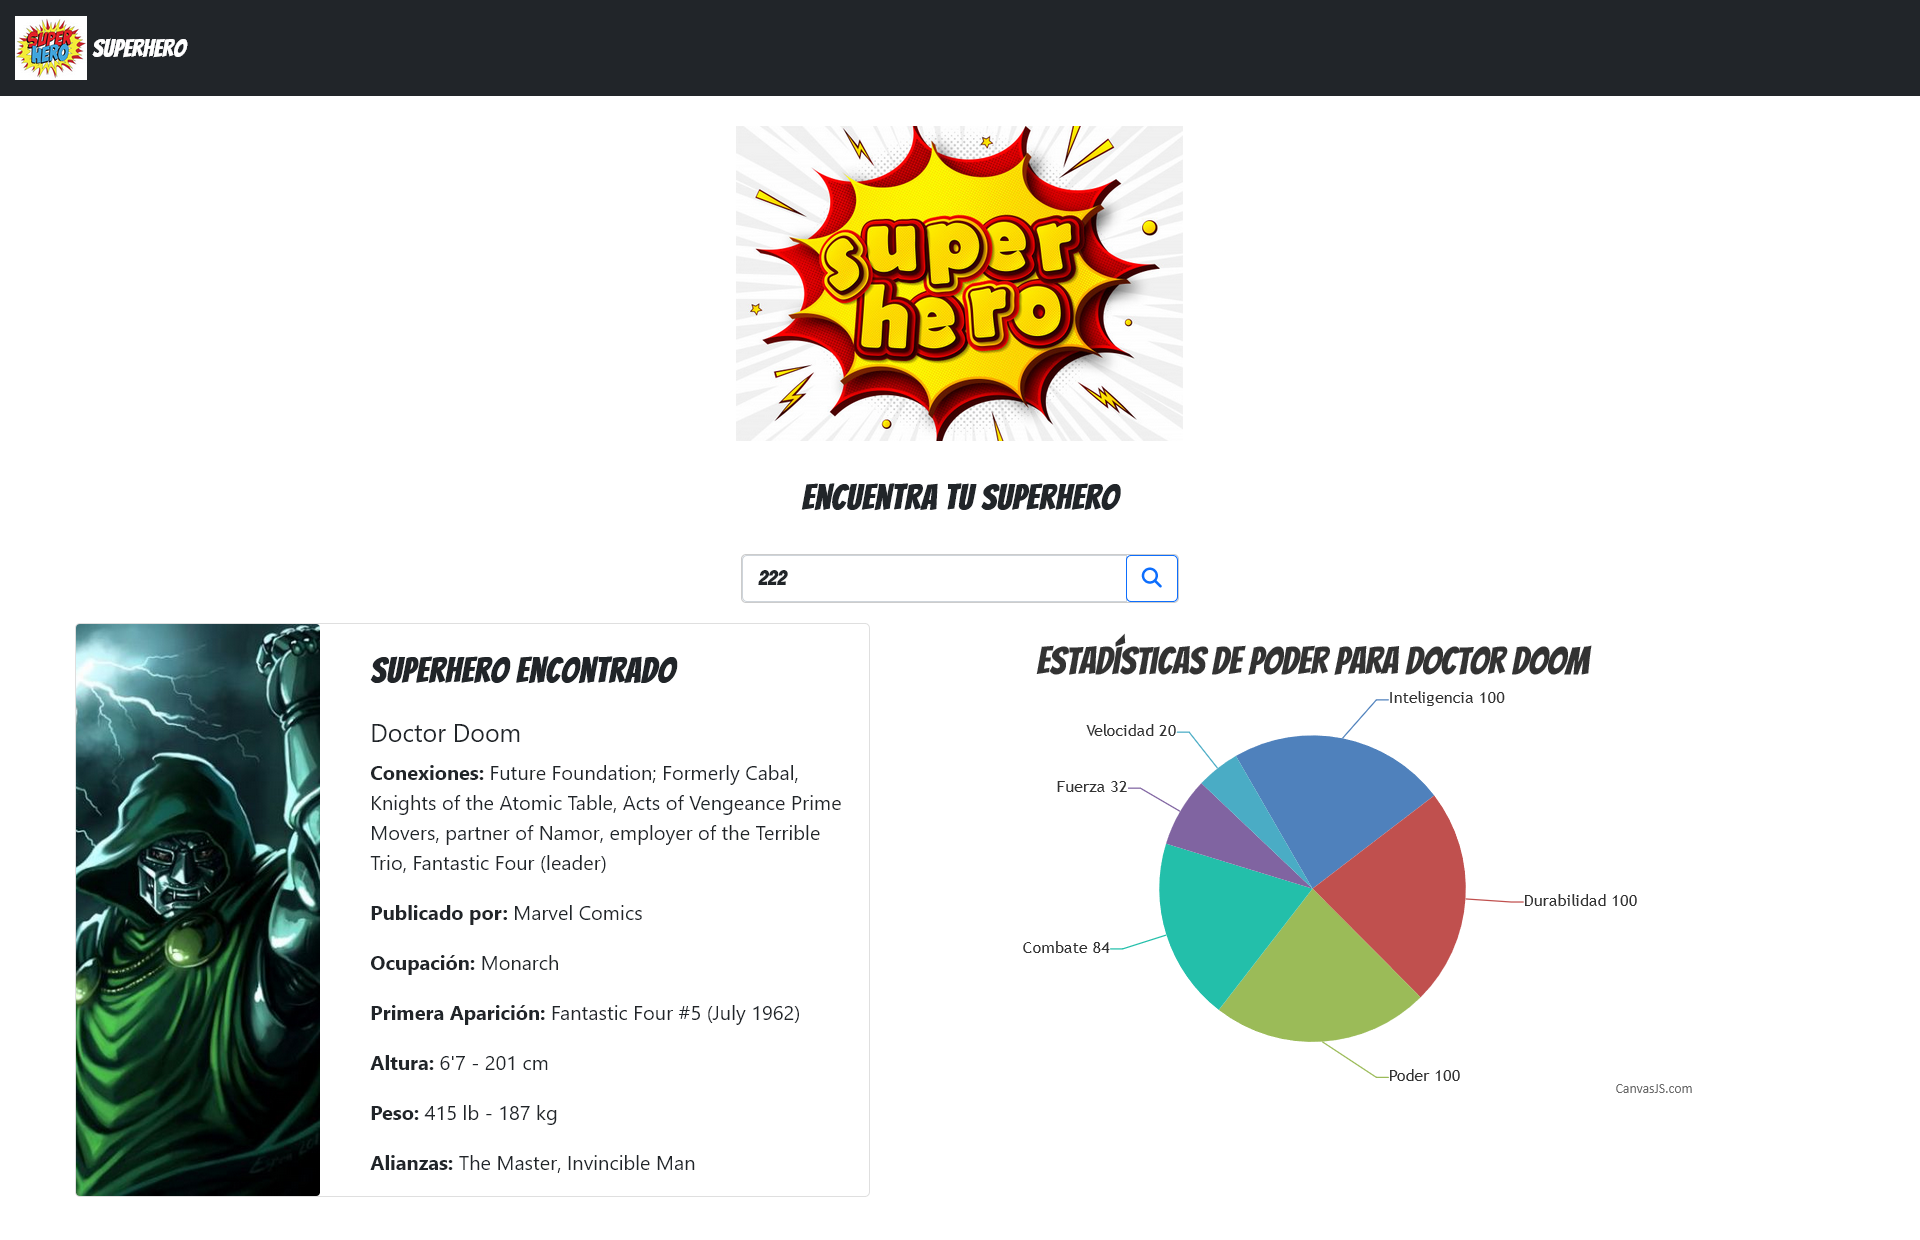 SUPER
HERO
SUPERHERO
super
hero
ENCUENTRA TU SUPERHERO
222
SUPERHERO ENCONTRADO
Doctor Doom
Conexiones: Future Foundation; Formerly Cabal,
Knights of the Atomic Table, Acts of Vengeance Prime
Movers, partner of Namor, employer of the Terrible
Trio, Fantastic Four (leader)
Publicado por: Marvel Comics
Ocupación: Monarch
Primera Aparición: Fantastic Four #5 (July 1962)
Altura: 6'7 - 201 cm
Peso: 415 lb - 187 kg
Alianzas: The Master, Invincible Man
ESTADÍSTICAS DE PODER PARA DOCTOR DOOM
Inteligencia 100
Velocidad 20
Fuerza 32
Durabilidad 100
Combate 84
Poder 100
CanvasJS.com